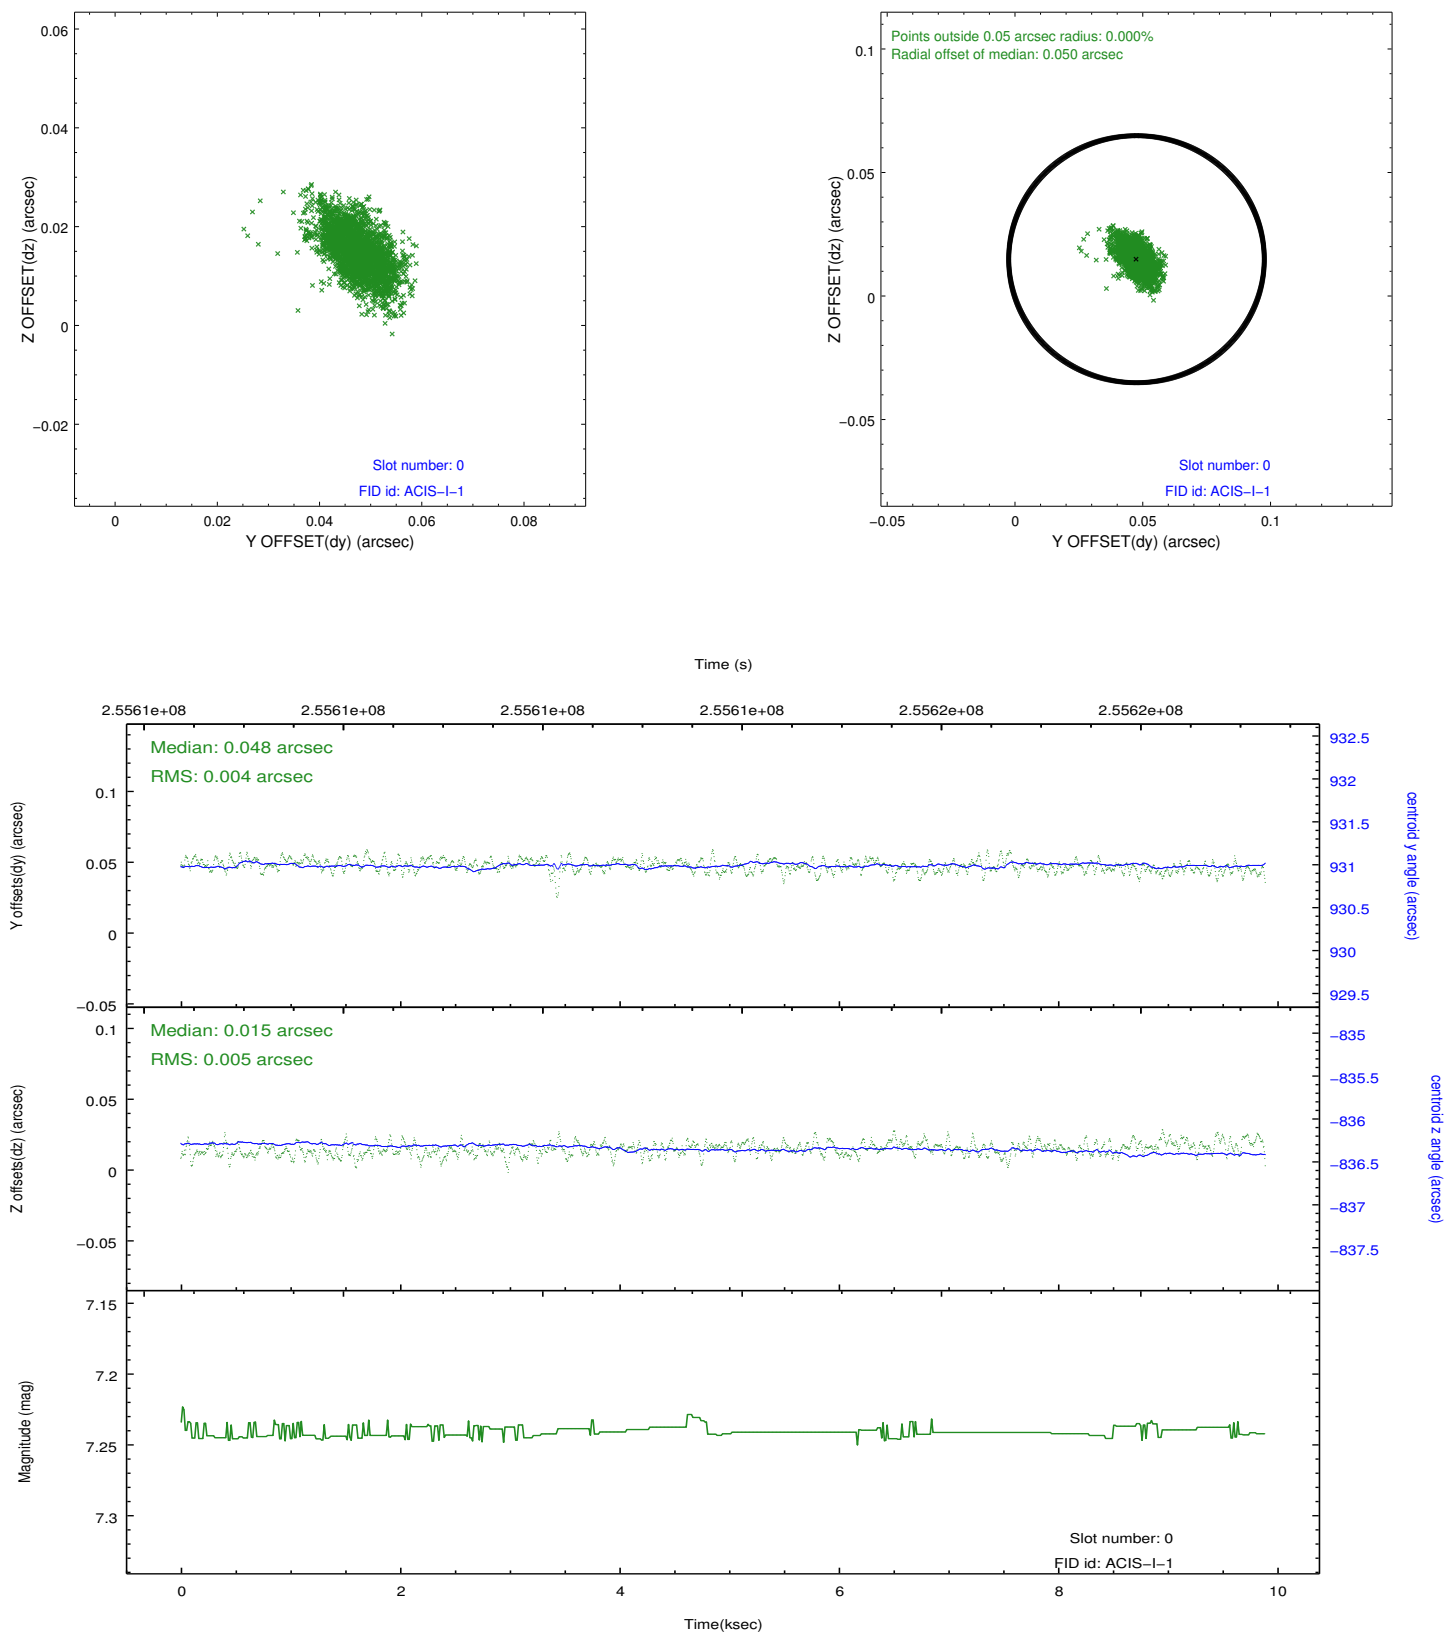 0.06
0.04
0.02
0
−0.02
Z OFFSET(dz) (arcsec)
Slot number: 0
FID id: ACIS−I−1
0
0.02
0.04
0.06
0.08
Y OFFSET(dy) (arcsec)
Points outside 0.05 arcsec radius: 0.000%
Radial offset of median: 0.050 arcsec
0.1
0.05
0
−0.05
Z OFFSET(dz) (arcsec)
Slot number: 0
FID id: ACIS−I−1
−0.05
0
0.05
0.1
Y OFFSET(dy) (arcsec)
Time (s)
2.5561e+08
2.5561e+08
2.5561e+08
2.5561e+08
2.5562e+08
2.5562e+08
Median: 0.048 arcsec
RMS: 0.004 arcsec
0.1
0.05
0
−0.05
Y offsets(dy) (arcsec)
932.5
932
931.5
931
930.5
930
929.5
centroid y angle (arcsec)
Median: 0.015 arcsec
RMS: 0.005 arcsec
0.1
0.05
0
−0.05
Z offsets(dz) (arcsec)
−835
−835.5
−836
−836.5
−837
−837.5
centroid z angle (arcsec)
7.15
7.2
7.25
7.3
Magnitude (mag)
Slot number: 0
FID id: ACIS−I−1
0
2
4
6
8
10
Time(ksec)